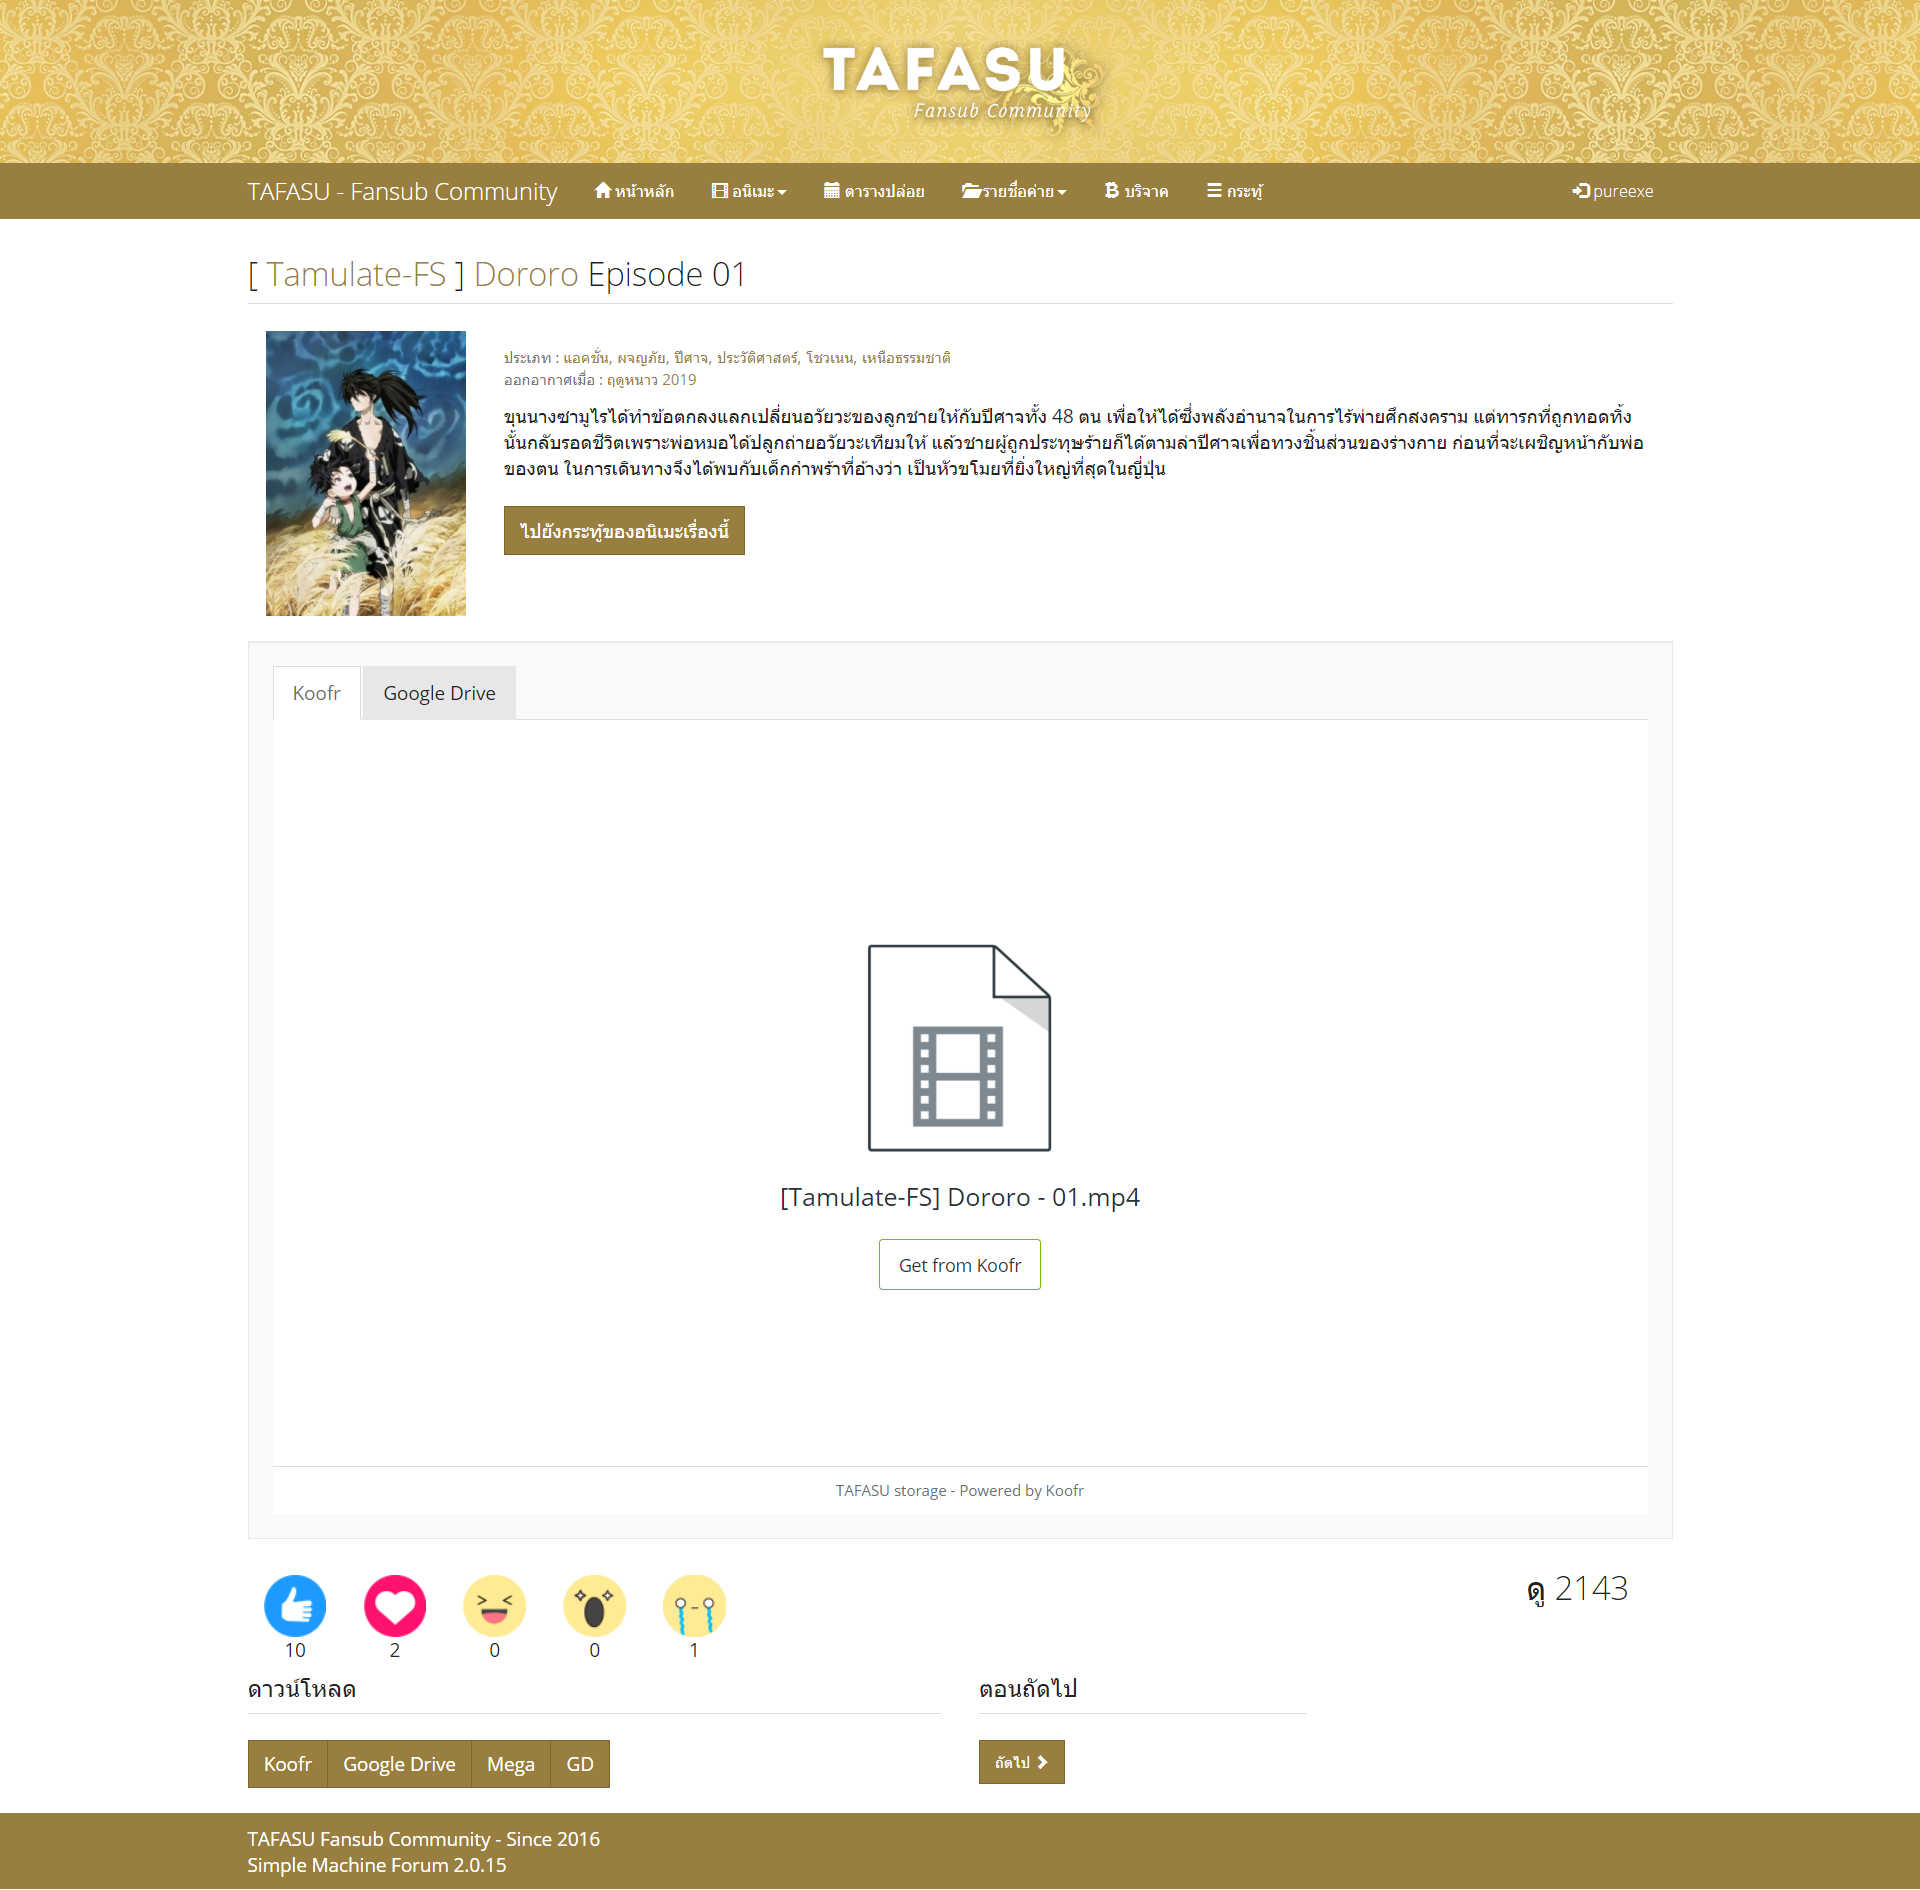 TAFASU
Fansub Community
TAFASU - Fansub Community หน้าหลัก อนิเมะ ตารางปล่อย รายชื่อค่าย บริจาค กระทู้ pureexe
[ Tamulate-FS ] Dororo Episode 01
ประเภท : แอคชั่น, ผจญภัย, ปีศาจ, ประวัติศาสตร์, โชวเนน, เหนือธรรมชาติ
ออกอากาศเมื่อ : ฤดูหนาว 2019
ขุนนางซามูไรได้ทำข้อตกลงแลกเปลี่ยนอวัยวะของลูกชายให้กับปีศาจทั้ง 48 ตน เพื่อให้ได้ซึ่งพลังอำนาจในการไร้พ่ายศึกสงคราม แต่ทารกที่ถูกทอดทิ้ง
นั้นกลับรอดชีวิตเพราะพ่อหมอได้ปลูกถ่ายอวัยวะเทียมให้ แล้วชายผู้ถูกประทุษร้ายก็ได้ตามล่าปีศาจเพื่อทวงชิ้นส่วนของร่างกาย ก่อนที่จะเผชิญหน้ากับพ่อ
ของตน ในการเดินทางจึงได้พบกับเด็กกำพร้าที่อ้างว่า เป็นหัวขโมยที่ยิ่งใหญ่ที่สุดในญี่ปุ่น
ไปยังกระทู้ของอนิเมะเรื่องนี้
Koofr Google Drive
[Tamulate-FS] Dororo - 01.mp4
Get from Koofr
TAFASU storage - Powered by Koofr
ดู 2143
10 2 0 0 1
ดาวน์โหลด
ตอนถัดไป
Koofr Google Drive Mega GD
ถัดไป
TAFASU Fansub Community - Since 2016
Simple Machine Forum 2.0.15